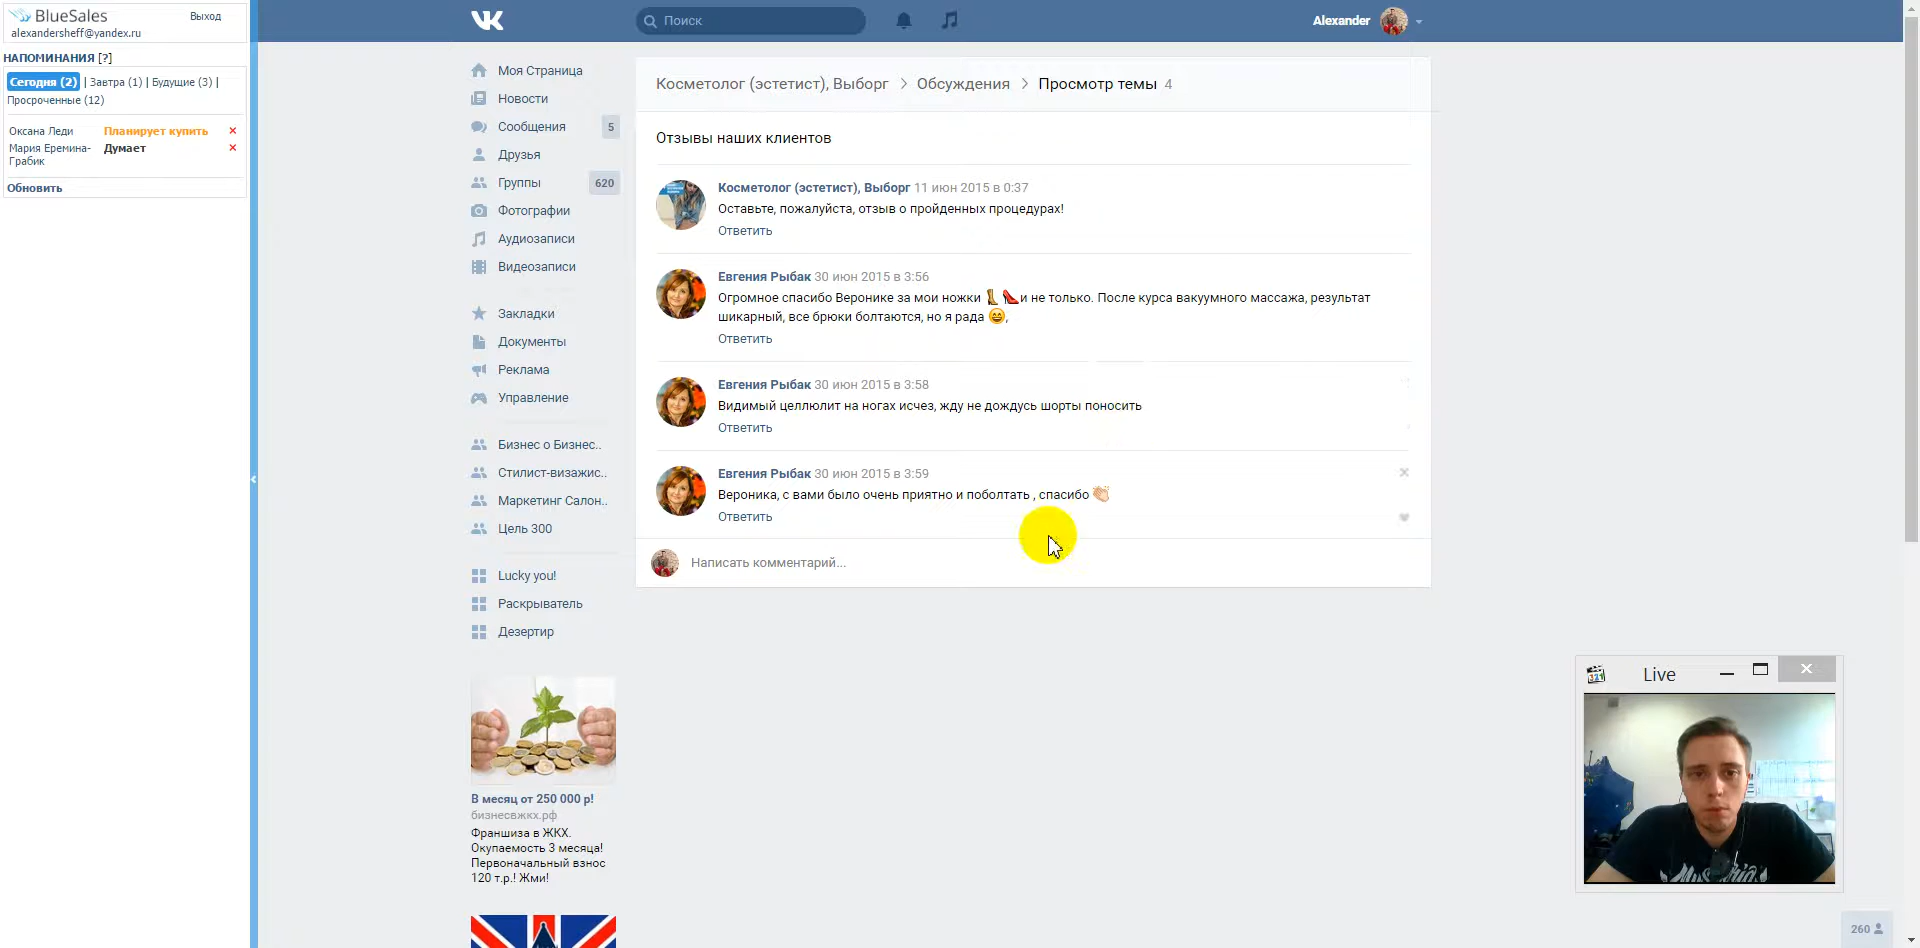 BlueSales
Выход
alexandersheff@yandex.ru
НАПОМИНАНИЯ [?]
Сегодня (2) | Завтра (1) | Будущие (3) |
Просроченные (12)
Оксана Леди Планирует купить
Мария Еремина-Грабик Думает
Обновить
Поиск
Alexander
Моя Страница
Новости
Сообщения 5
Друзья
Группы 620
Фотографии
Аудиозаписи
Видеозаписи
Закладки
Документы
Реклама
Управление
Бизнес о Бизнес..
Стилист-визажис..
Маркетинг Салон..
Цель 300
Lucky you!
Раскрыватель
Дезертир
В месяц от 250 000 р!
бизнесвжкх.рф
Франшиза в ЖКХ.
Окупаемость 3 месяца!
Первоначальный взнос
120 т.р.! Жми!
Косметолог (эстетист), Выборг > Обсуждения > Просмотр темы 4
Отзывы наших клиентов
Косметолог (эстетист), Выборг 11 июн 2015 в 0:37
Оставьте, пожалуйста, отзыв о пройденных процедурах!
Ответить
Евгения Рыбак 30 июн 2015 в 3:56
Огромное спасибо Веронике за мои ножки 👢👠и не только. После курса вакуумного массажа, результат
шикарный, все брюки болтаются, но я рада 😄,
Ответить
Евгения Рыбак 30 июн 2015 в 3:58
Видимый целлюлит на ногах исчез, жду не дождусь шорты поносить
Ответить
Евгения Рыбак 30 июн 2015 в 3:59
Вероника, с вами было очень приятно и поболтать , спасибо 👏
Ответить
Написать комментарий...
Live
260